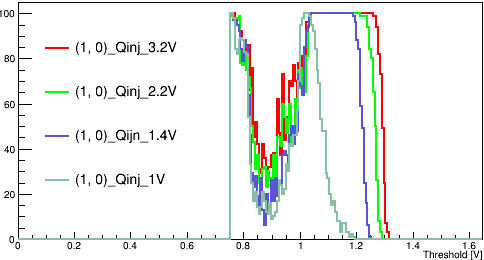 100
80
60
40
20
0
(1, 0)_Qinj_3.2V
(1, 0)_Qinj_2.2V
(1, 0)_Qijn_1.4V
(1, 0)_Qinj_1V
0 0.2 0.4 0.6 0.8 1 1.2 1.4 1.6
Threshold [V]